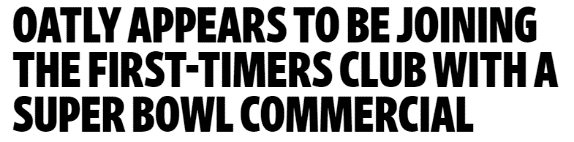 OATLY APPEARS TO BE JOINING
THE FIRST-TIMERS CLUB WITH A
SUPER BOWL COMMERCIAL